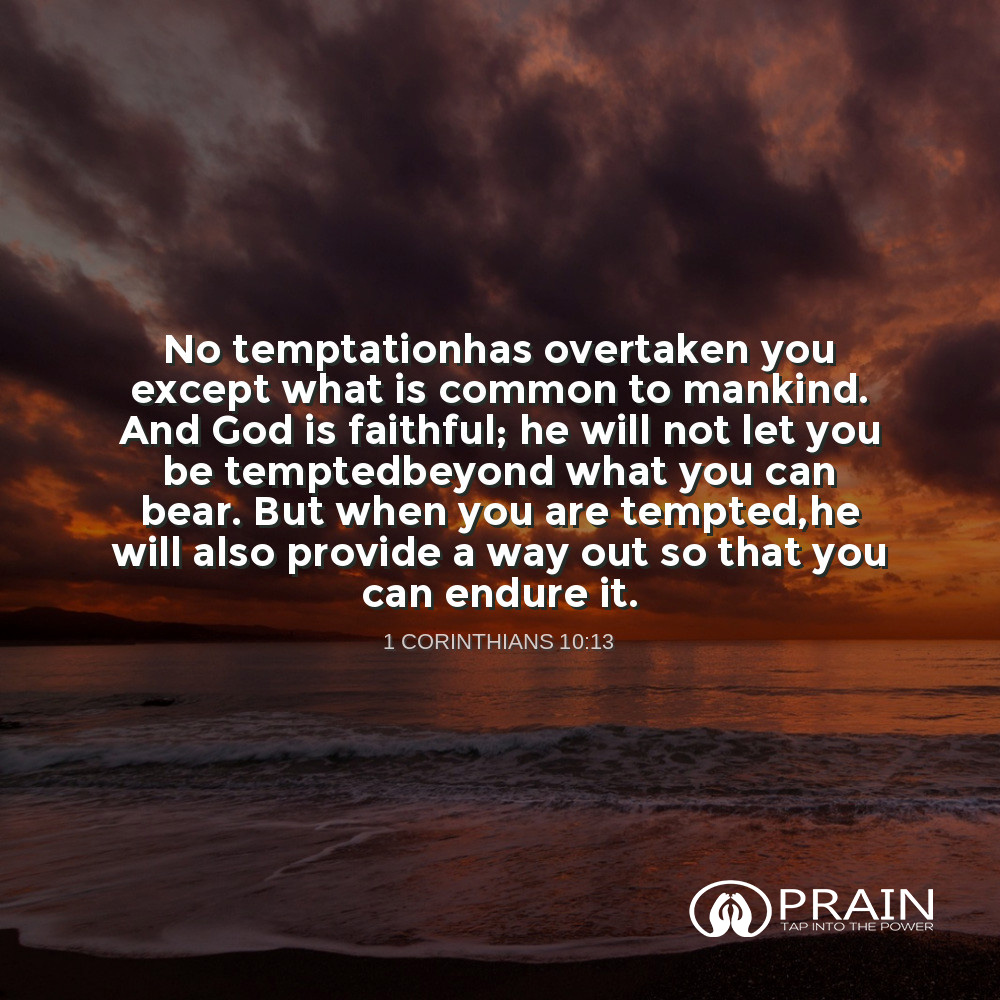 No temptationhas overtaken you
except what is common to mankind.
And God is faithful; he will not let you
be temptedbeyond what you can
bear. But when you are tempted,he
will also provide a way out so that you
can endure it.
1 CORINTHIANS 10:13
PRAIN
TAP INTO THE POWER